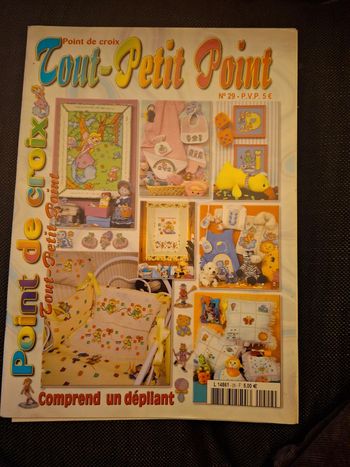 Point de croix
Tout-Petit Point
N° 29 - P.V.P. 5 €
Point de croix
Tout-Petit Point
Comprend un dépliant
5,00 €